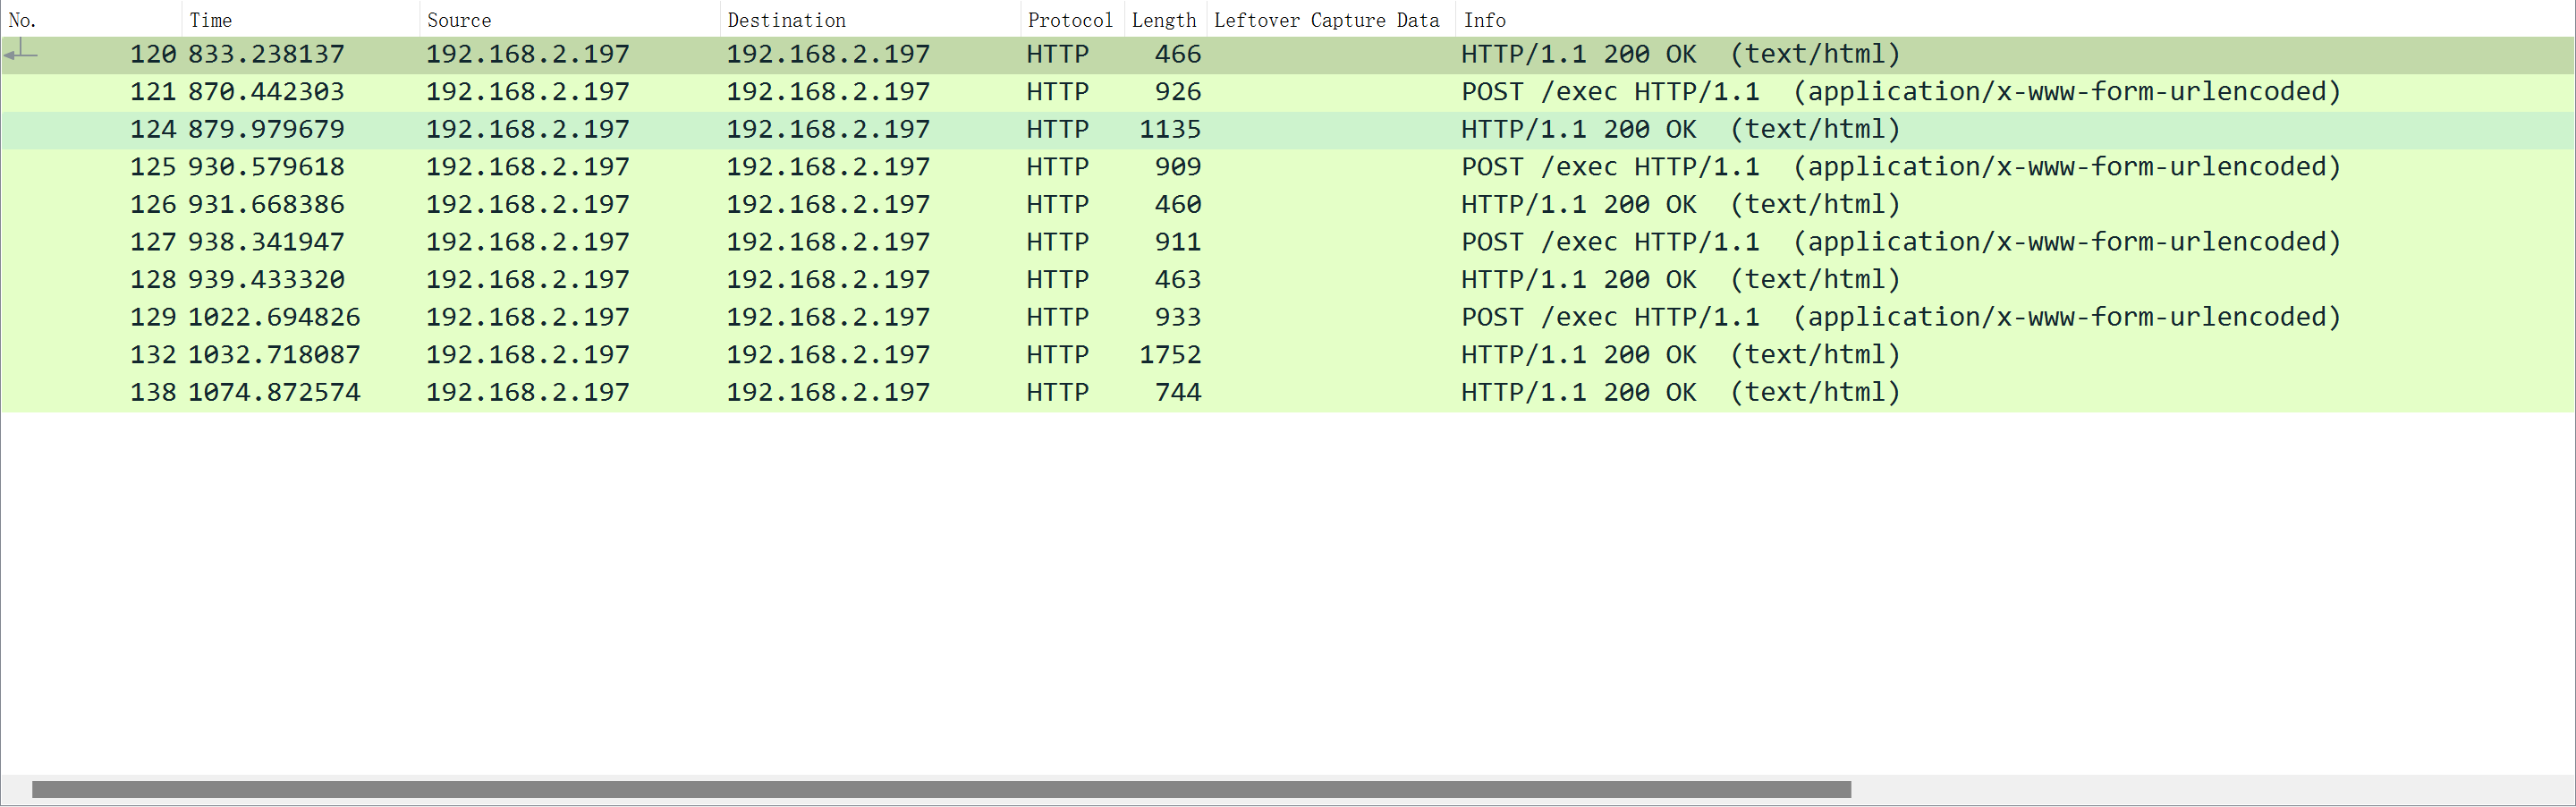 No. Time Source Destination Protocol Length Leftover Capture Data Info
120 833.238137 192.168.2.197 192.168.2.197 HTTP 466 HTTP/1.1 200 OK (text/html)
121 870.442303 192.168.2.197 192.168.2.197 HTTP 926 POST /exec HTTP/1.1 (application/x-www-form-urlencoded)
124 879.979679 192.168.2.197 192.168.2.197 HTTP 1135 HTTP/1.1 200 OK (text/html)
125 930.579618 192.168.2.197 192.168.2.197 HTTP 909 POST /exec HTTP/1.1 (application/x-www-form-urlencoded)
126 931.668386 192.168.2.197 192.168.2.197 HTTP 460 HTTP/1.1 200 OK (text/html)
127 938.341947 192.168.2.197 192.168.2.197 HTTP 911 POST /exec HTTP/1.1 (application/x-www-form-urlencoded)
128 939.433320 192.168.2.197 192.168.2.197 HTTP 463 HTTP/1.1 200 OK (text/html)
129 1022.694826 192.168.2.197 192.168.2.197 HTTP 933 POST /exec HTTP/1.1 (application/x-www-form-urlencoded)
132 1032.718087 192.168.2.197 192.168.2.197 HTTP 1752 HTTP/1.1 200 OK (text/html)
138 1074.872574 192.168.2.197 192.168.2.197 HTTP 744 HTTP/1.1 200 OK (text/html)